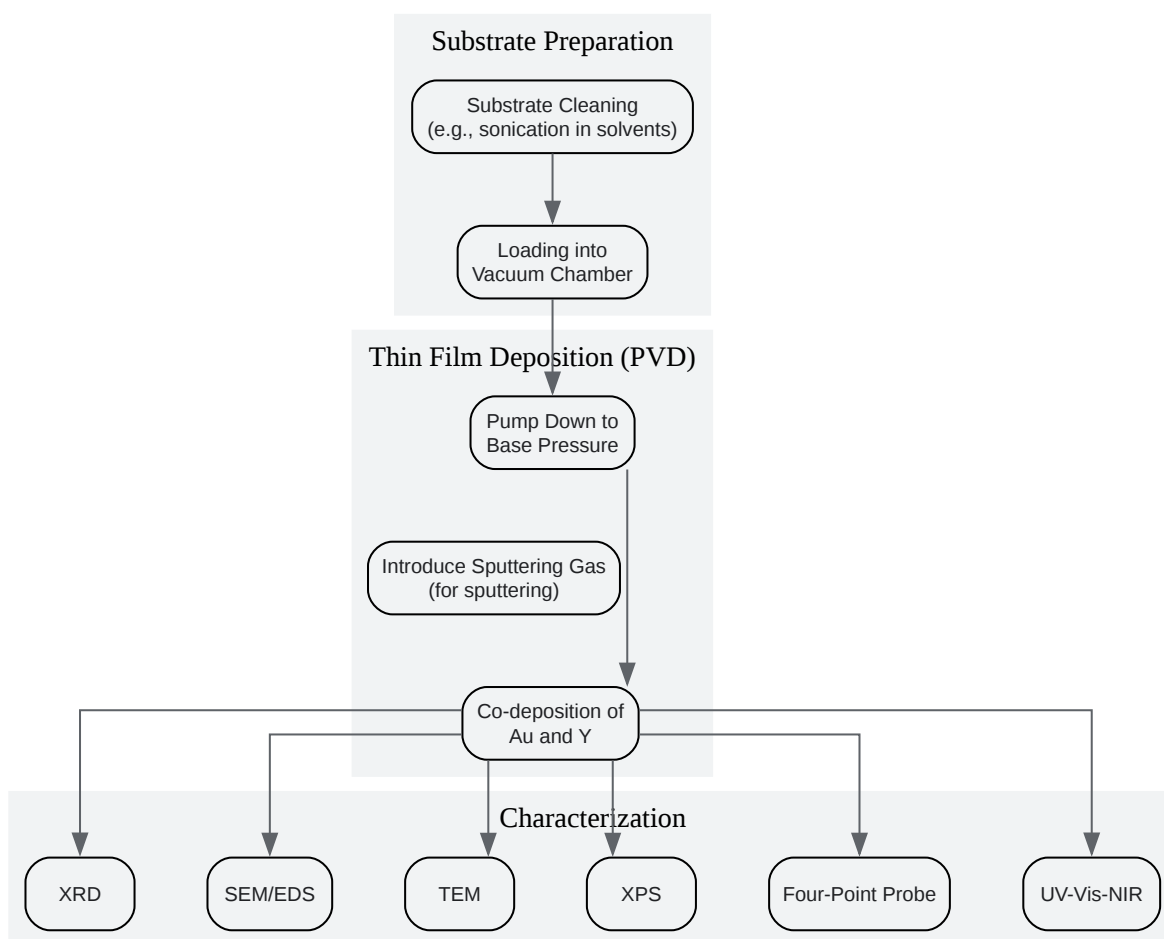 Substrate Preparation
Substrate Cleaning
(e.g., sonication in solvents)
Loading into
Vacuum Chamber
Thin Film Deposition (PVD)
Pump Down to
Base Pressure
Introduce Sputtering Gas
(for sputtering)
Co-deposition of
Au and Y
Characterization
XRD
SEM/EDS
TEM
XPS
Four-Point Probe
UV-Vis-NIR